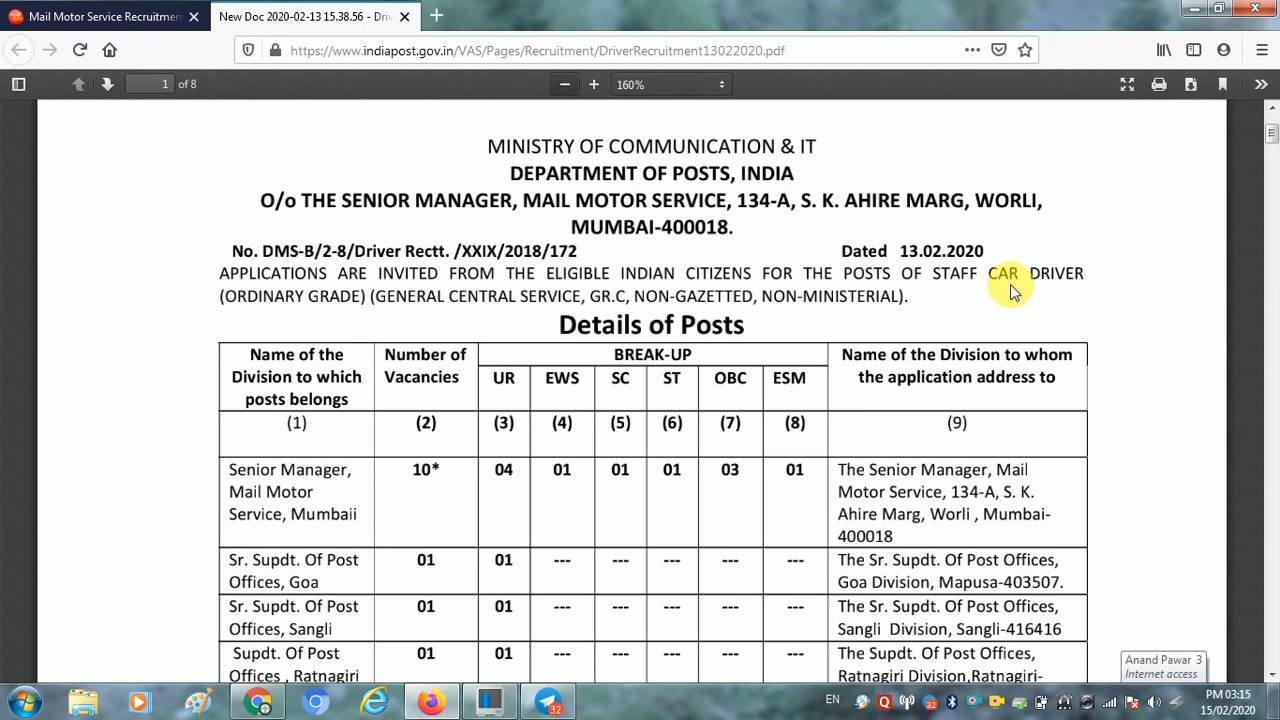 Mail Motor Service Recruitment
New Doc 2020-02-13 15.38.56 - Driv
https://www.indiapost.gov.in/VAS/Pages/Recruitment/DriverRecruitment13022020.pdf
1 of 8
160%
MINISTRY OF COMMUNICATION & IT
DEPARTMENT OF POSTS, INDIA
O/o THE SENIOR MANAGER, MAIL MOTOR SERVICE, 134-A, S. K. AHIRE MARG, WORLI,
MUMBAI-400018.
No. DMS-B/2-8/Driver Rectt. /XXIX/2018/172 Dated 13.02.2020
APPLICATIONS ARE INVITED FROM THE ELIGIBLE INDIAN CITIZENS FOR THE POSTS OF STAFF CAR DRIVER
(ORDINARY GRADE) (GENERAL CENTRAL SERVICE, GR.C, NON-GAZETTED, NON-MINISTERIAL).
Details of Posts
Name of the Division to which posts belongs
Number of Vacancies
BREAK-UP
UR EWS SC ST OBC ESM
Name of the Division to whom the application address to
(1) (2) (3) (4) (5) (6) (7) (8) (9)
Senior Manager, 10* 04 01 01 01 03 01 The Senior Manager, Mail
Mail Motor Motor Service, 134-A, S. K.
Service, Mumbaii Ahire Marg, Worli , Mumbai-
400018
Sr. Supdt. Of Post 01 01 --- --- --- --- --- The Sr. Supdt. Of Post Offices,
Offices, Goa Goa Division, Mapusa-403507.
Sr. Supdt. Of Post 01 01 --- --- --- --- --- The Sr. Supdt. Of Post Offices,
Offices, Sangli Sangli Division, Sangli-416416
Supdt. Of Post 01 01 --- --- --- --- --- The Supdt. Of Post Offices,
Offices , Ratnagiri Ratnagiri Division,Ratnagiri-
Anand Pawar 3
Internet access
32
EN
32
PM 03:15
15/02/2020